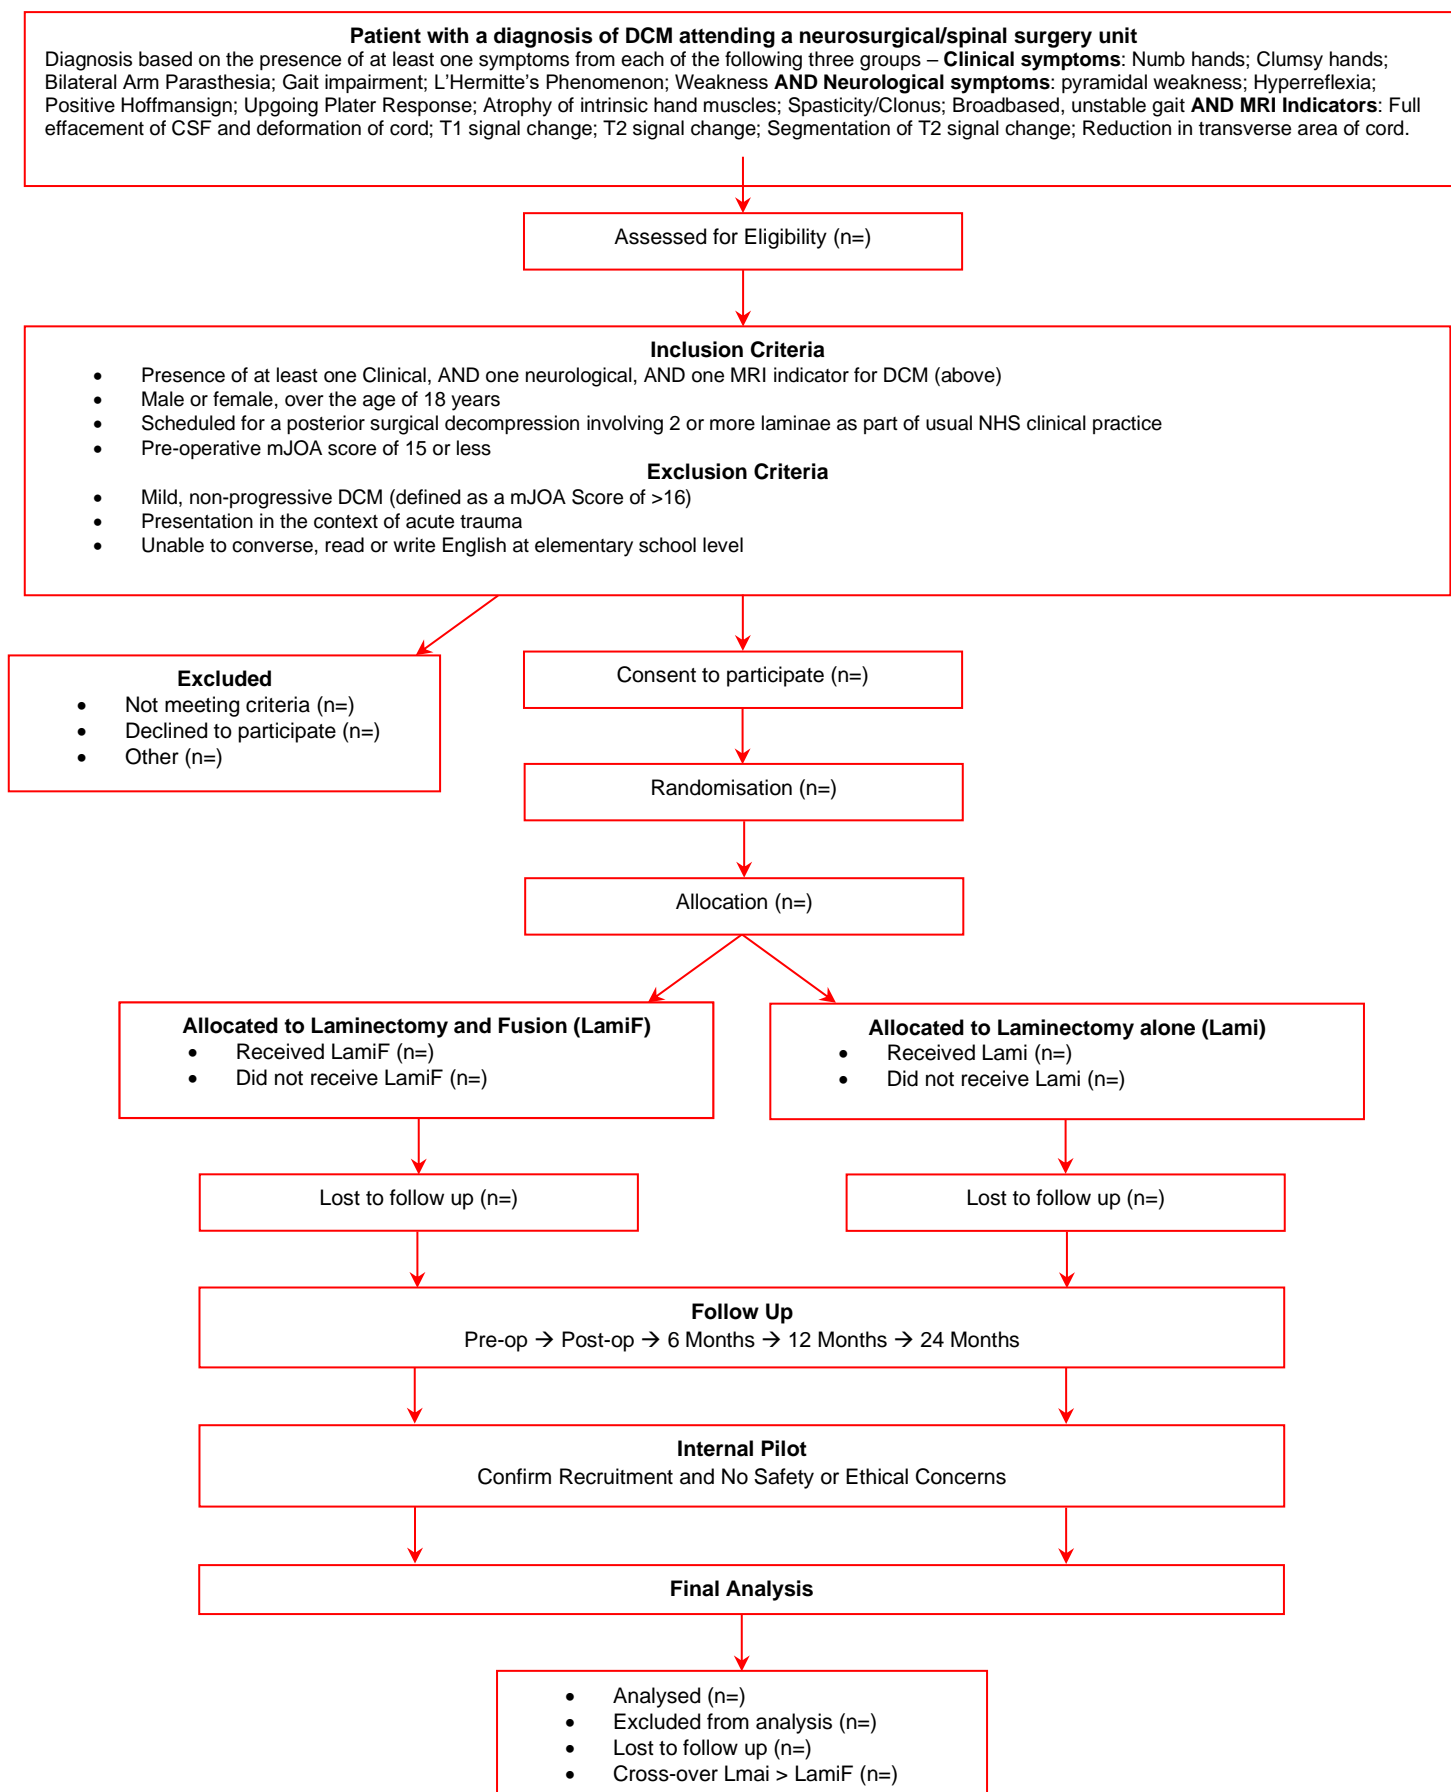 Patient with a diagnosis of DCM attending a neurosurgical/spinal surgery unit
Diagnosis based on the presence of at least one symptoms from each of the following three groups – Clinical symptoms: Numb hands; Clumsy hands;
Bilateral Arm Parasthesia; Gait impairment; L'Hermitte's Phenomenon; Weakness AND Neurological symptoms: pyramidal weakness; Hyperreflexia;
Positive Hoffmansign; Upgoing Plater Response; Atrophy of intrinsic hand muscles; Spasticity/Clonus; Broadbased, unstable gait AND MRI Indicators: Full
effacement of CSF and deformation of cord; T1 signal change; T2 signal change; Segmentation of T2 signal change; Reduction in transverse area of cord.
Assessed for Eligibility (n=)
Inclusion Criteria
• Presence of at least one Clinical, AND one neurological, AND one MRI indicator for DCM (above)
• Male or female, over the age of 18 years
• Scheduled for a posterior surgical decompression involving 2 or more laminae as part of usual NHS clinical practice
• Pre-operative mJOA score of 15 or less
Exclusion Criteria
• Mild, non-progressive DCM (defined as a mJOA Score of >16)
• Presentation in the context of acute trauma
• Unable to converse, read or write English at elementary school level
Excluded
• Not meeting criteria (n=)
• Declined to participate (n=)
• Other (n=)
Consent to participate (n=)
Randomisation (n=)
Allocation (n=)
Allocated to Laminectomy and Fusion (LamiF)
• Received LamiF (n=)
• Did not receive LamiF (n=)
Allocated to Laminectomy alone (Lami)
• Received Lami (n=)
• Did not receive Lami (n=)
Lost to follow up (n=)
Lost to follow up (n=)
Follow Up
Pre-op → Post-op → 6 Months → 12 Months → 24 Months
Internal Pilot
Confirm Recruitment and No Safety or Ethical Concerns
Final Analysis
• Analysed (n=)
• Excluded from analysis (n=)
• Lost to follow up (n=)
• Cross-over Lmai > LamiF (n=)